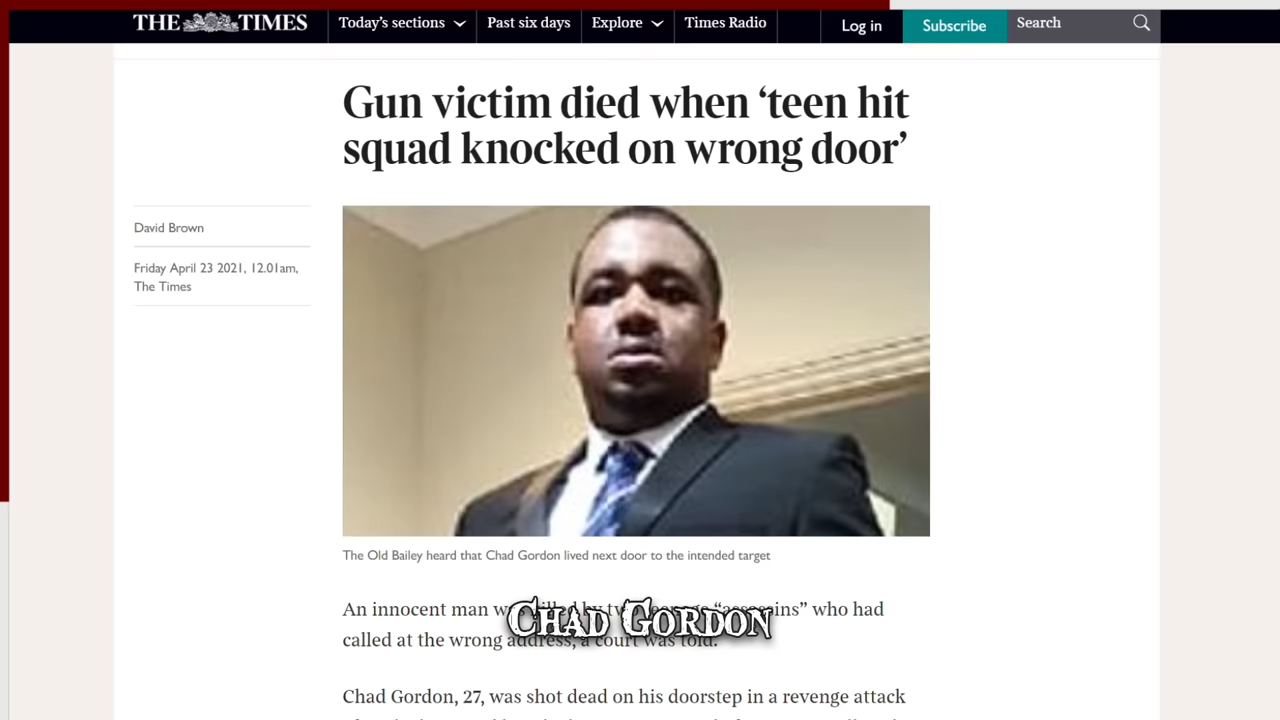 THE TIMES Today's sections Past six days Explore Times Radio Log in Subscribe Search
Gun victim died when ‘teen hit
squad knocked on wrong door’
David Brown
Friday April 23 2021, 12.01am,
The Times
The Old Bailey heard that Chad Gordon lived next door to the intended target
An innocent man was killed by two teenage “assassins” who had
called at the wrong address, a court was told.
Chad Gordon
Chad Gordon, 27, was shot dead on his doorstep in a revenge attack